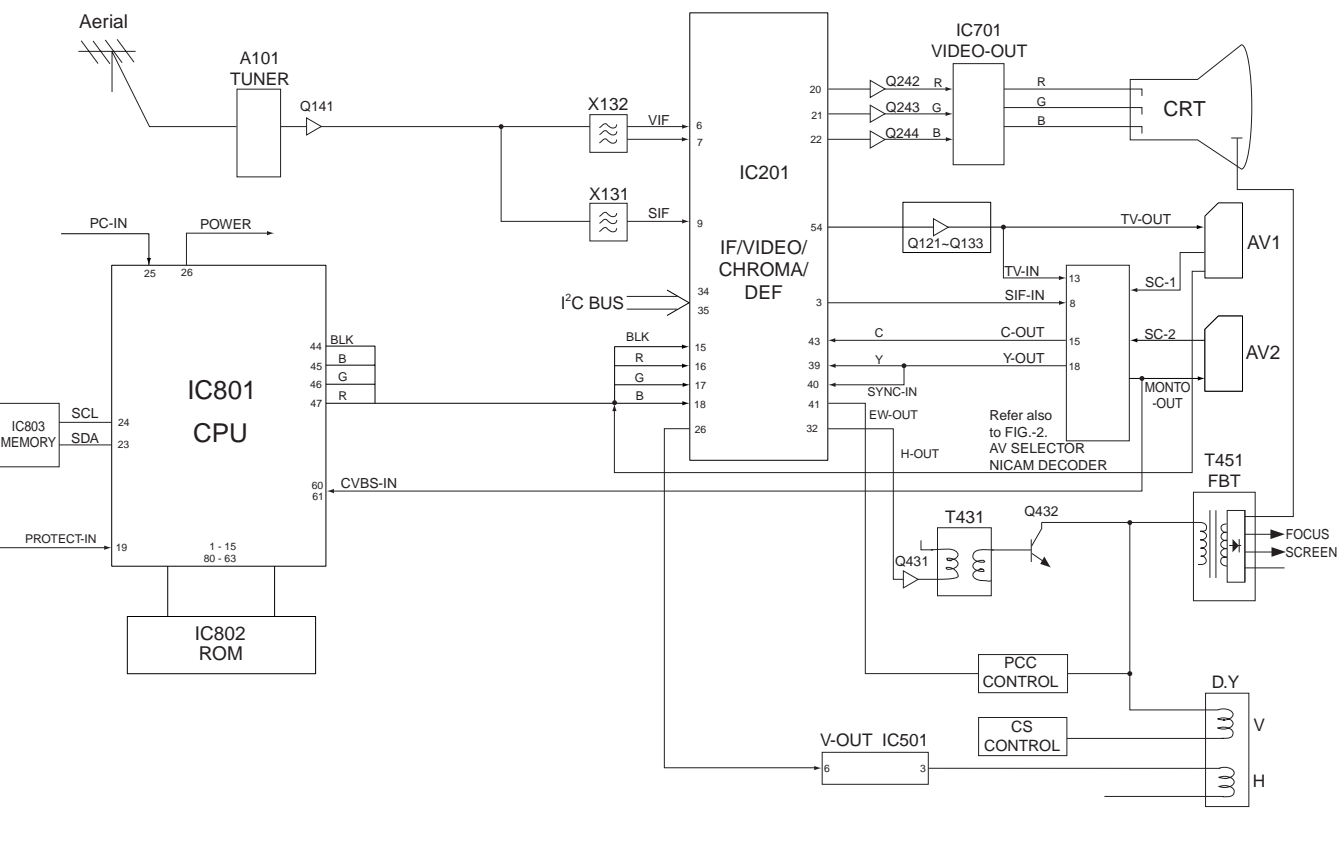 Aerial
A101
TUNER
Q141
X132
VIF
6
7
X131
SIF
9
IC201
IF/VIDEO/
CHROMA/
DEF
I²C BUS
34
35
BLK
15
R
16
G
17
B
18
26
20
21
22
54
3
43
39
40
41
32
Q242
R
Q243
G
Q244
B
IC701
VIDEO-OUT
R
G
B
CRT
Q121~Q133
TV-OUT
AV1
TV-IN
13
SC-1
SIF-IN
8
C
C-OUT
15
SC-2
AV2
Y
Y-OUT
18
SYNC-IN
MONTO
-OUT
EW-OUT
H-OUT
Refer also
to FIG.-2.
AV SELECTOR
NICAM DECODER
PC-IN
POWER
25
26
IC801
CPU
44
BLK
45
B
46
G
47
R
IC803
MEMORY
SCL
24
SDA
23
60
61
CVBS-IN
PROTECT-IN
19
1 - 15
80 - 63
IC802
ROM
T431
Q431
Q432
T451
FBT
FOCUS
SCREEN
PCC
CONTROL
CS
CONTROL
D.Y
V
H
V-OUT IC501
6
3